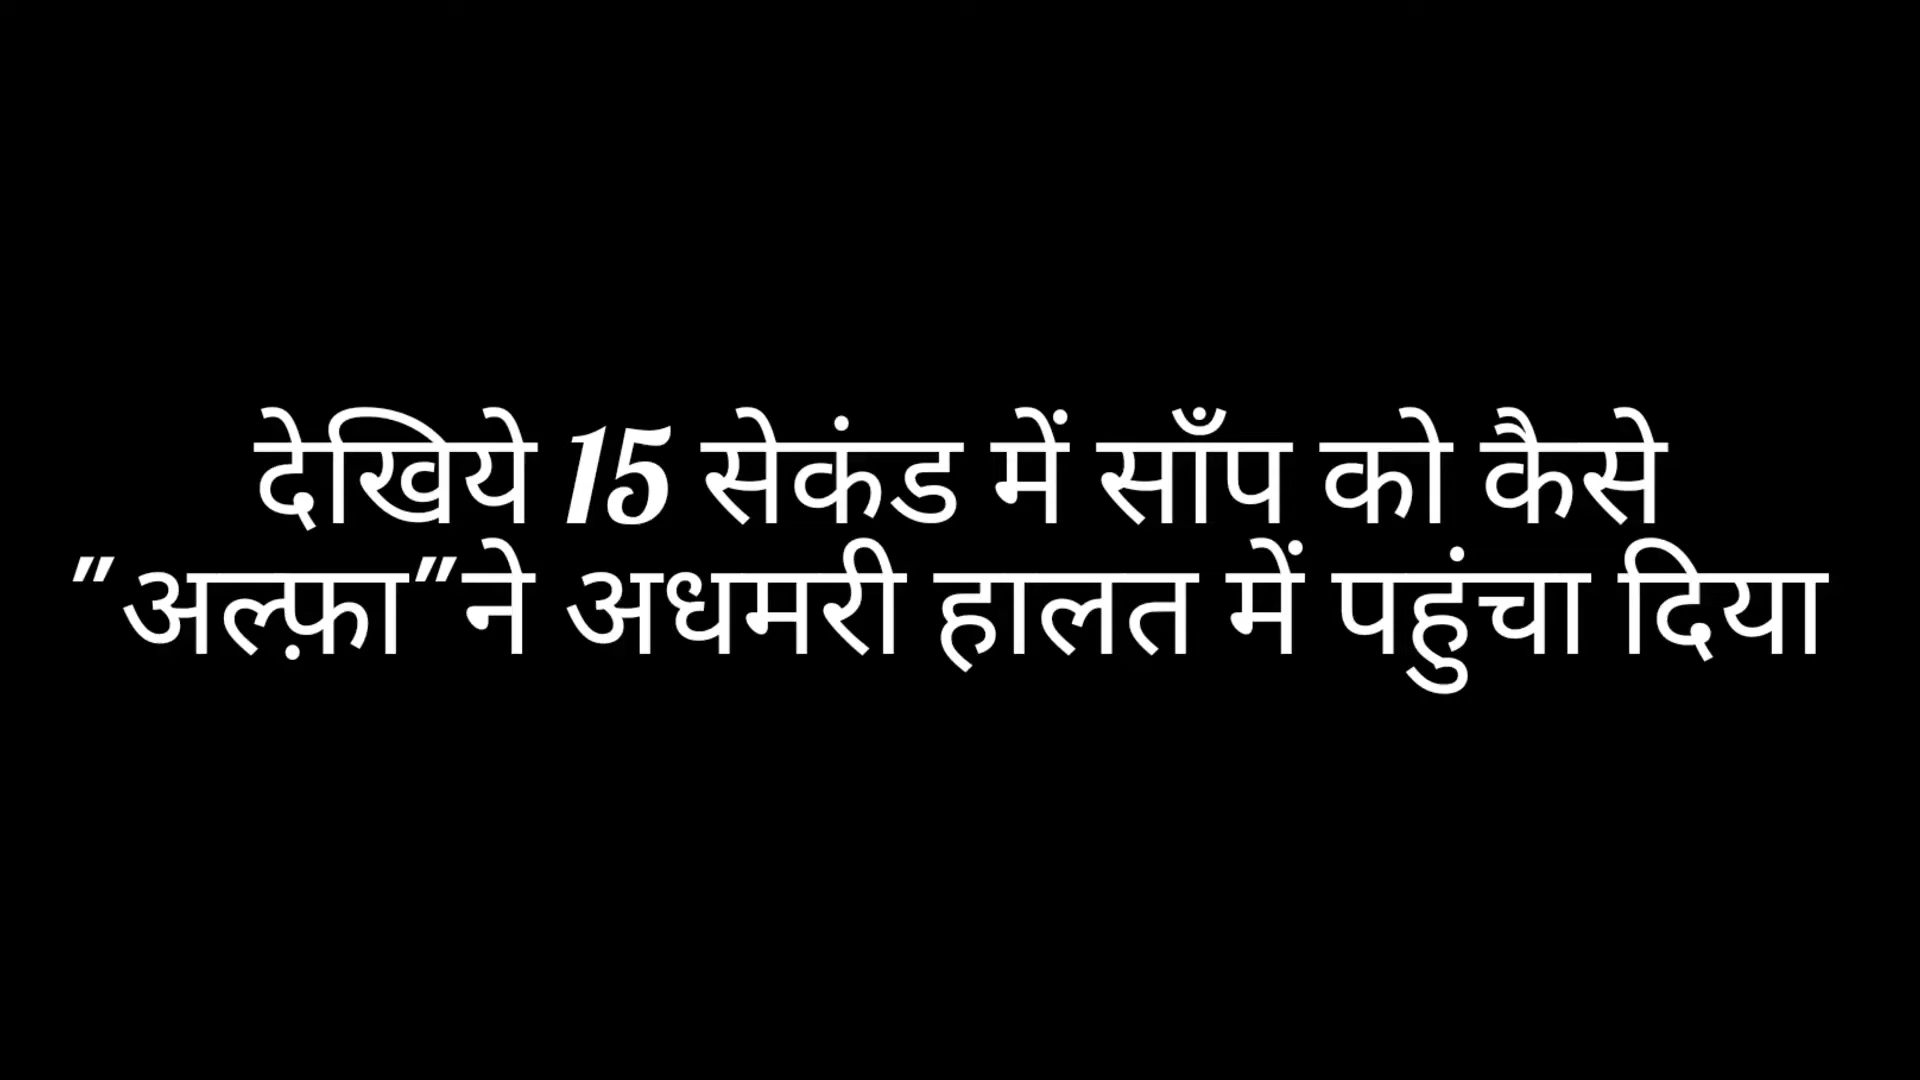 देखिये 15 सेकंड में साँप को कैसे
"अल्फ़ा"ने अधमरी हालत में पहुंचा दिया